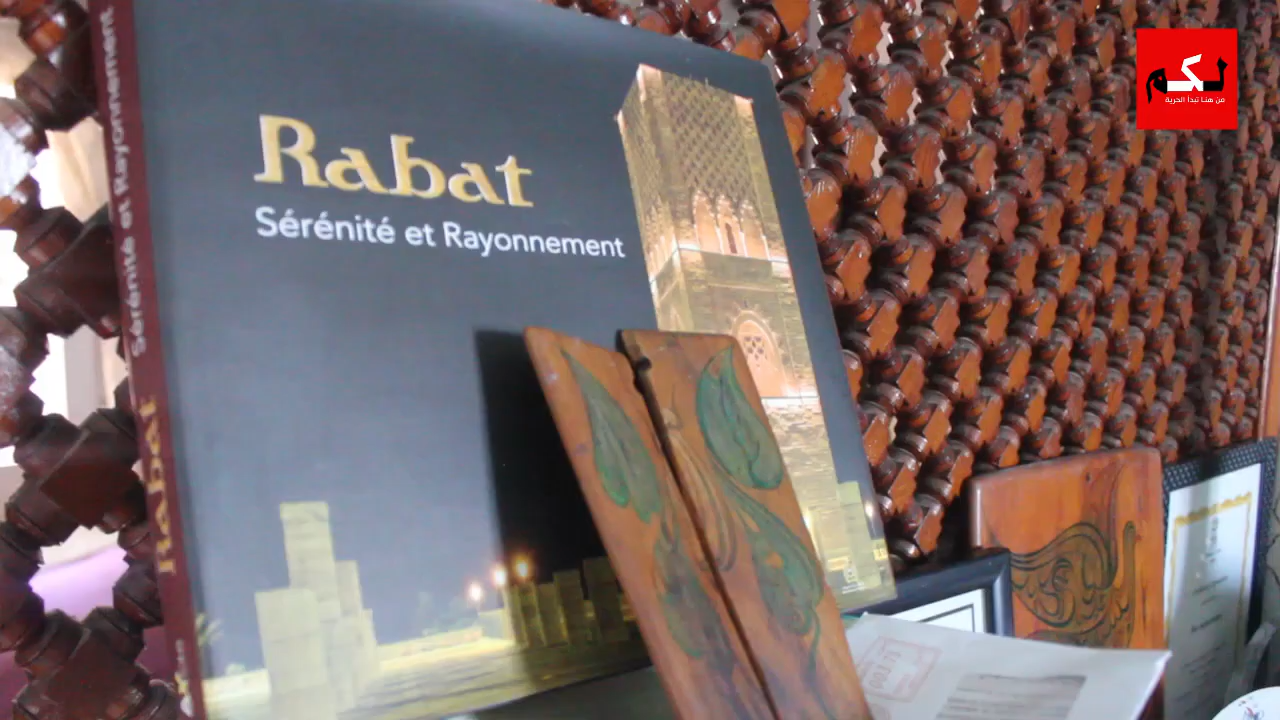 Rabat
Sérénité et Rayonnement
RABAT Sérénité et Rayonnement
لكم
من هنا تبدأ الحرية